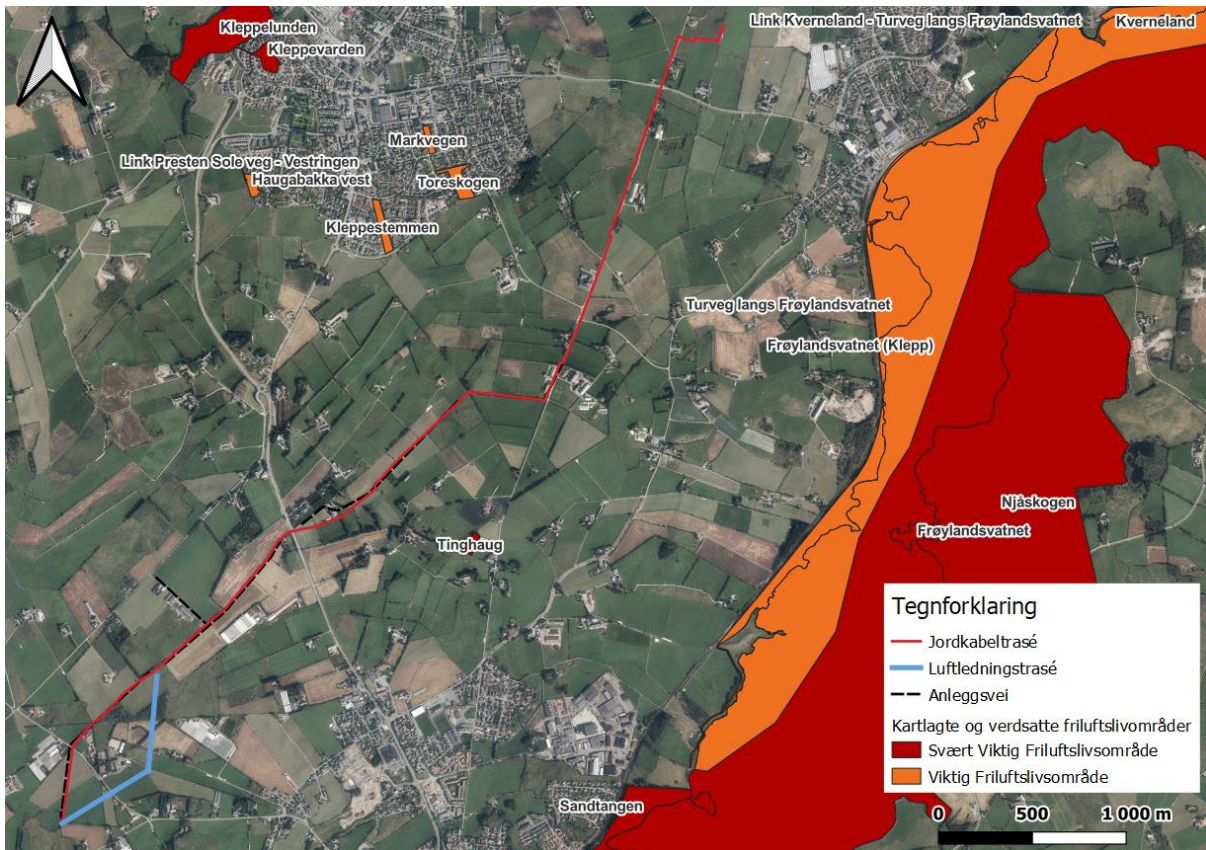 Kleppelunden
Link Kverneland - Turveg langs Frøylandsvatnet
Kverneland
Kleppevarden
Markvegen
Link Presten Sole veg - Vestringen
Haugabakka vest
Toreskogen
Kleppestemmen
Turveg langs Frøylandsvatnet
Frøylandsvatnet (Klepp)
Njåskogen
Frøylandsvatnet
Tinghaug
Sandtangen
Tegnforklaring
Jordkabeltrasé
Luftledningstrasé
Anleggsvei
Kartlagte og verdsatte friluftslivområder
Svært Viktig Friluftslivsområde
Viktig Friluftslivsområde
0 500 1 000 m